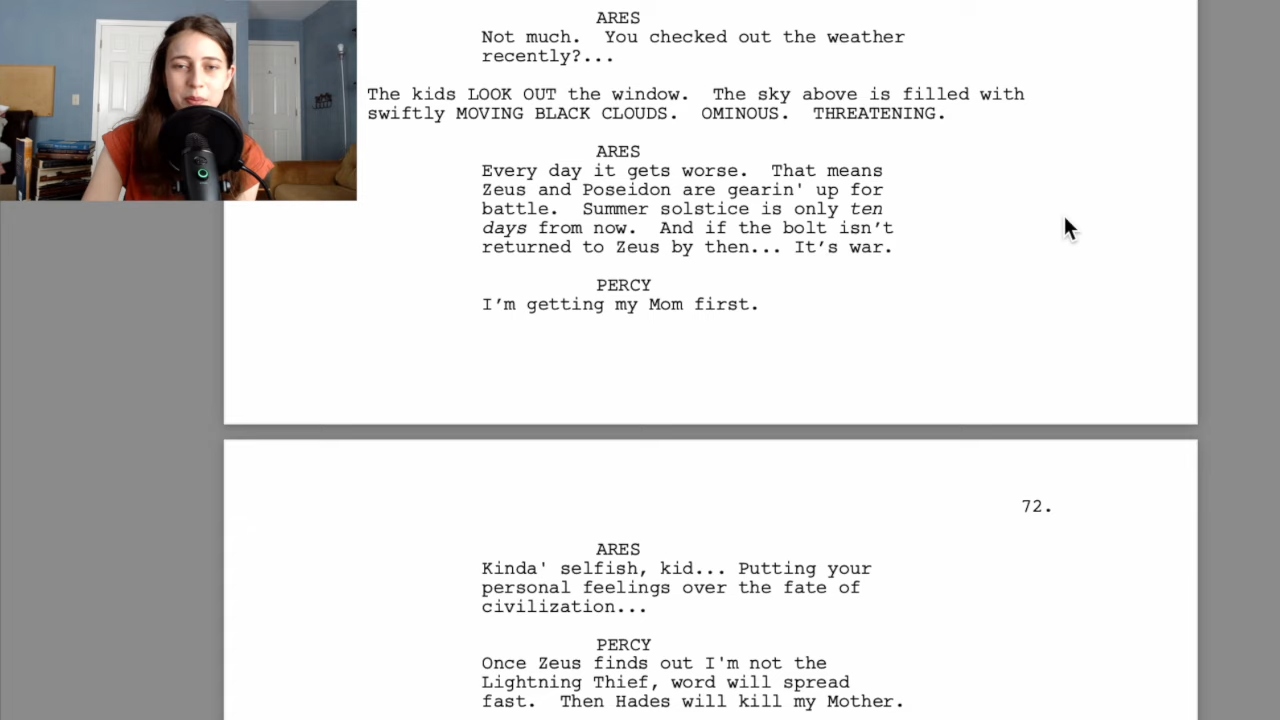 ARES
Not much.  You checked out the weather
recently?...
The kids LOOK OUT the window.  The sky above is filled with
swiftly MOVING BLACK CLOUDS.  OMINOUS.  THREATENING.
ARES
Every day it gets worse.  That means
Zeus and Poseidon are gearin' up for
battle.  Summer solstice is only ten
days from now.  And if the bolt isn’t
returned to Zeus by then... It’s war.
PERCY
I’m getting my Mom first.
72.
ARES
Kinda' selfish, kid... Putting your
personal feelings over the fate of
civilization...
PERCY
Once Zeus finds out I'm not the
Lightning Thief, word will spread
fast.  Then Hades will kill my Mother.